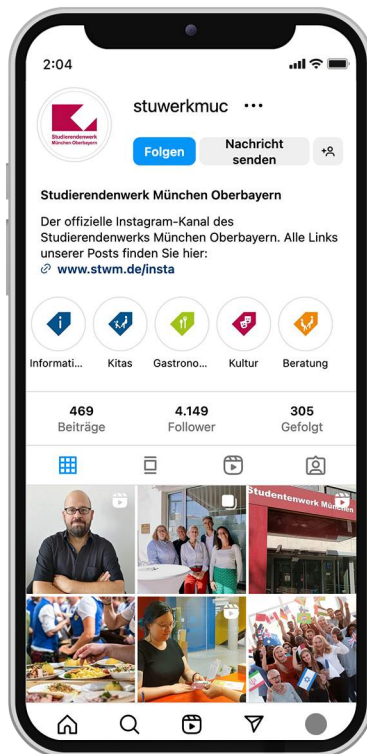 2:04
Studierendenwerk
München Oberbayern
stuwerkmuc
Folgen
Nachricht
senden
Studierendenwerk München Oberbayern
Der offizielle Instagram-Kanal des
Studierendenwerks München Oberbayern. Alle Links
unserer Posts finden Sie hier:
www.stwm.de/insta
Informati...
Kitas
Gastrono...
Kultur
Beratung
469
4.149
305
Beiträge
Follower
Gefolgt
Studentenwerk München